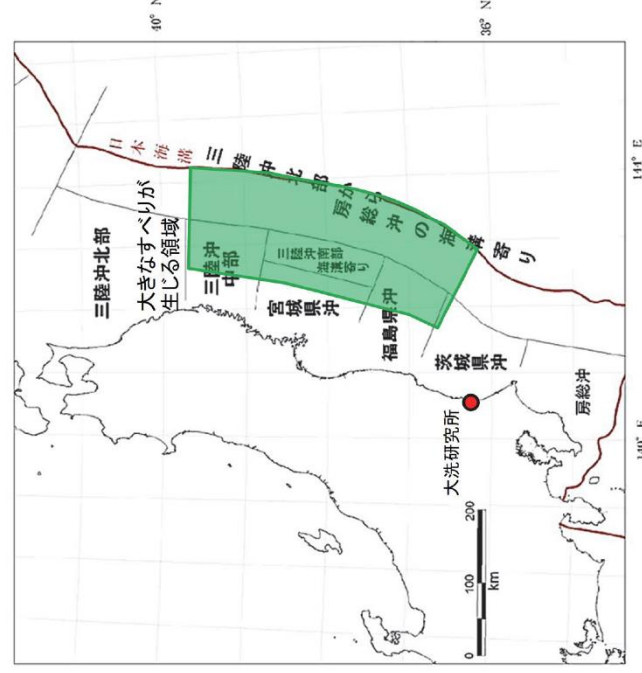 40° N
36° N
144° E
140° E
日本海溝
三陸沖北部から
房総沖の海溝寄り
大きなすべりが
生じる領域
三陸沖北部
三陸沖
中部
三陸沖南部
海溝寄り
宮城県沖
福島県沖
茨城県沖
房総沖
大洗研究所
0 100 200
km